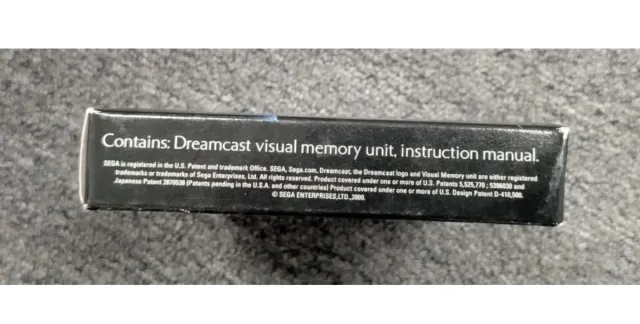 Contains: Dreamcast visual memory unit, instruction manual.
SEGA is registered in the U.S. Patent and trademark Office. SEGA, Sega.com, Dreamcast, the Dreamcast logo and Visual Memory unit are either registered
trademarks or trademarks of Sega Enterprises, Ltd. All rights reserved. Product covered under one or more of U.S. Patents 5,525,770 ; 5396030 and
Japanese Patent 2870538 (Patents pending in the U.S.A. and other countries) Product covered under one or more of U.S. Design Patent D-410,500.
© SEGA ENTERPRISES,LTD.,2000.